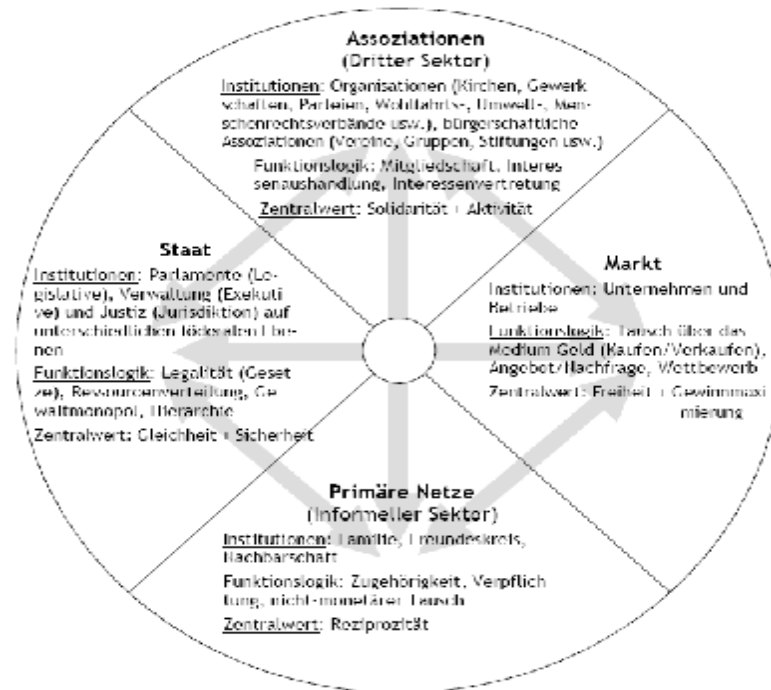 Assoziationen
(Dritter Sektor)
Institutionen: Organisationen (Kirchen, Gewerk
schaften, Parteien, Wohlfahrts-, Umwelt-, Men-
schenrechtsverbände usw.), bürgerschaftliche
Assoziationen (Vereine, Gruppen, Stiftungen usw.)
Funktionslogik: Mitgliedschaft, Interes
senaushandlung, Interessenvertretung
Zentralwert: Solidarität + Aktivität
Staat
Institutionen: Parlamente (Le-
gislative), Verwaltung (Exekuti
ve) und Justiz (Jurisdiktion) auf
unterschiedlichen föderalen Ebe-
nen
Funktionslogik: Legalität (Geset
ze), Ressourcenverteilung, Ge
waltmonopol, Hierarchie
Zentralwert: Gleichheit + Sicherheit
Markt
Institutionen: Unternehmen und
Betriebe
Funktionslogik: Tausch über das
Medium Geld (Kaufen/Verkaufen),
Angebot/Nachfrage, Wettbewerb
Zentralwert: Freiheit + Gewinnmaxi
mierung
Primäre Netze
(Informeller Sektor)
Institutionen: Familie, Freundeskreis,
Nachbarschaft
Funktionslogik: Zugehörigkeit, Verpflich
tung, nicht-monetärer Tausch
Zentralwert: Reziprozität